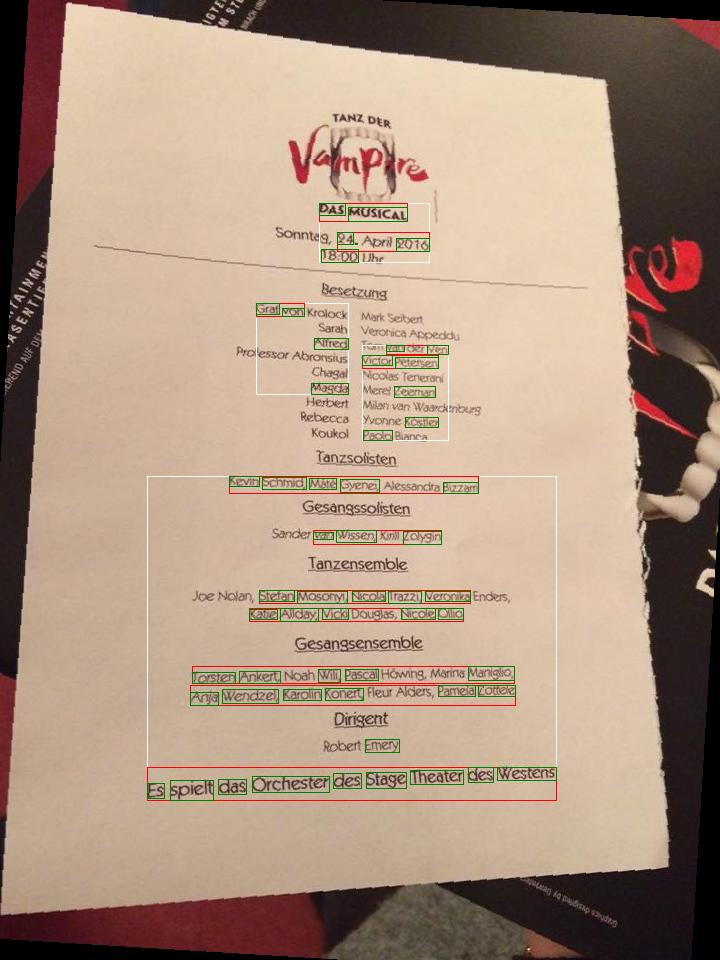 TANZ DER
Vampire
DAS MUSICAL
Sonntag, 24. April 2016
18:00 Uhr
Besetzung
Graf von Krolock Mark Seibert
Sarah Veronica Appeddu
Alfred Tom van der Ven
Professor Abronsius Victor Petersen
Chagal Nicolas Tenerani
Magda Merel Zeeman
Herbert Milan van Waardenburg
Rebecca Yvonne Köstler
Koukol Paolo Bianca
Tanzsolisten
Kevin Schmid, Máté Gyenei, Alessandra Bizzarri
Gesangssolisten
Sander van Wissen, Kirill Zolygin
Tanzensemble
Joe Nolan, Stefan Mosonyi, Nicola Trazzi, Veronika Enders,
Katie Allday, Vicki Douglas, Nicole Ollio
Gesangsensemble
Torsten Ankert, Noah Will, Pascal Höwing, Marina Maniglio,
Anja Wendzel, Karolin Konert, Fleur Alders, Pamela Zottele
Dirigent
Robert Emery
Es spielt das Orchester des Stage Theater des Westens
Graphics designed by Dewynters